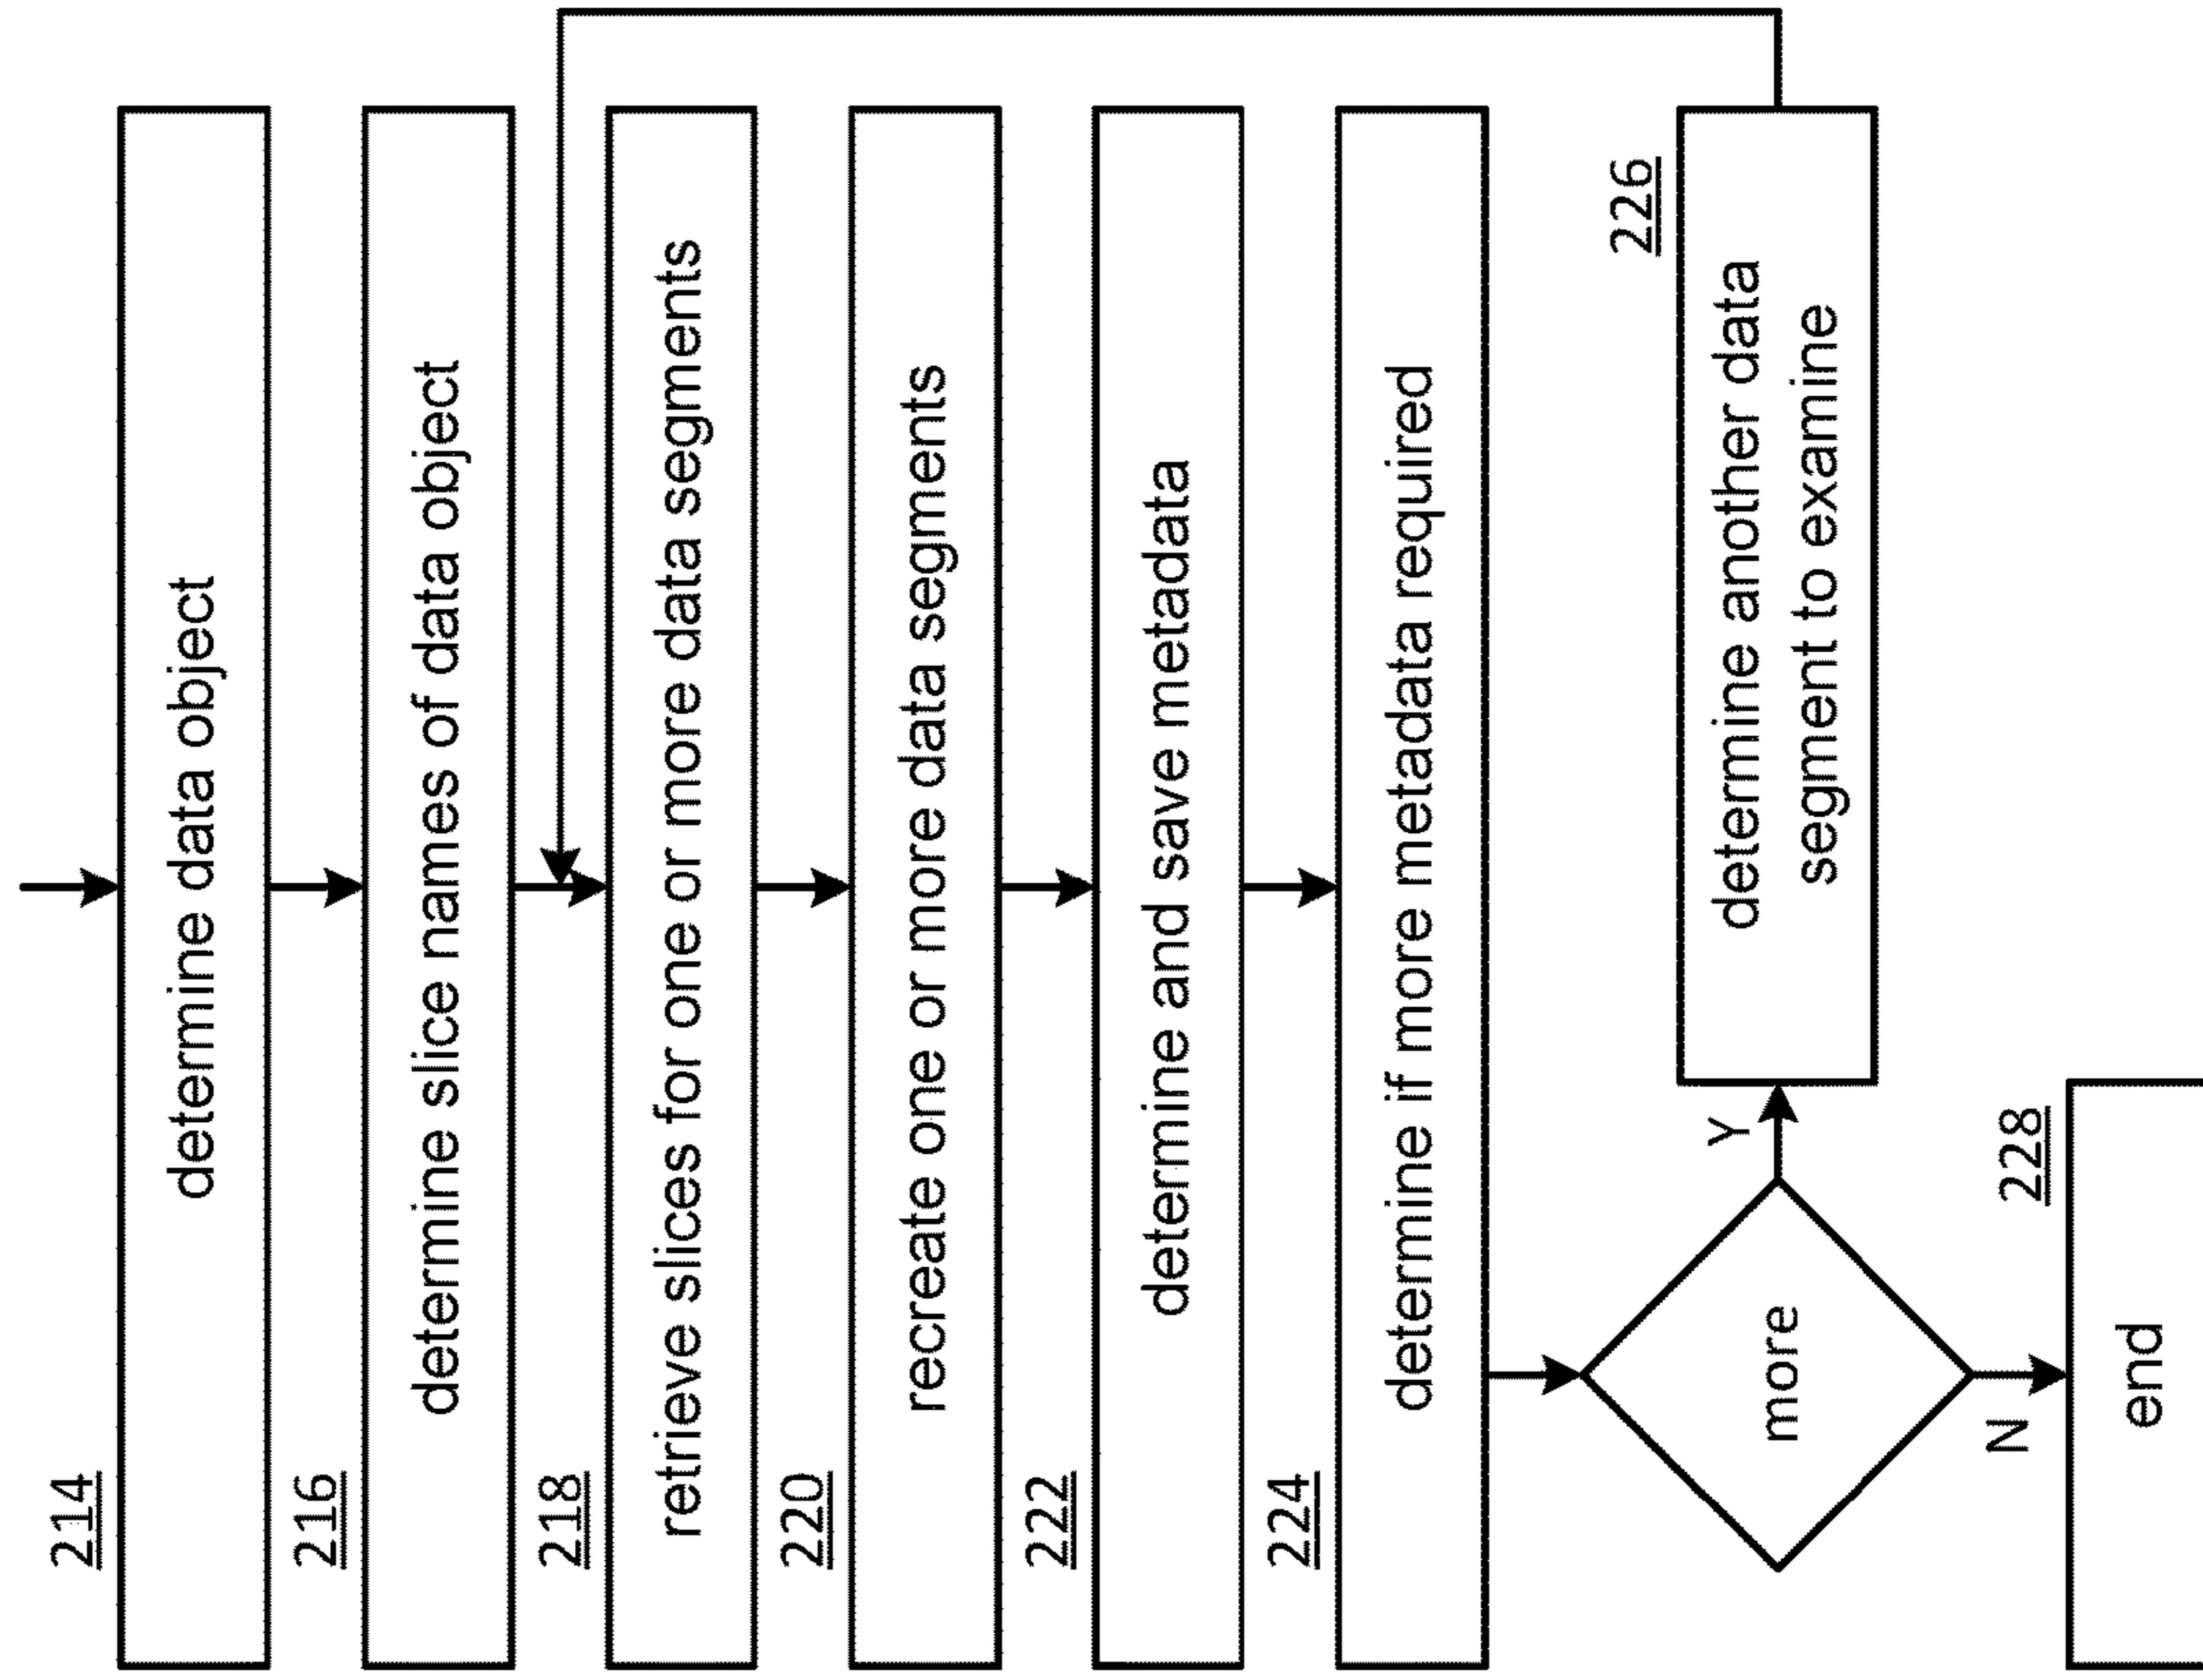 214
determine data object
216
determine slice names of data object
218
retrieve slices for one or more data segments
220
recreate one or more data segments
222
determine and save metadata
224
determine if more metadata required
more
Y
226
determine another data
segment to examine
N
228
end